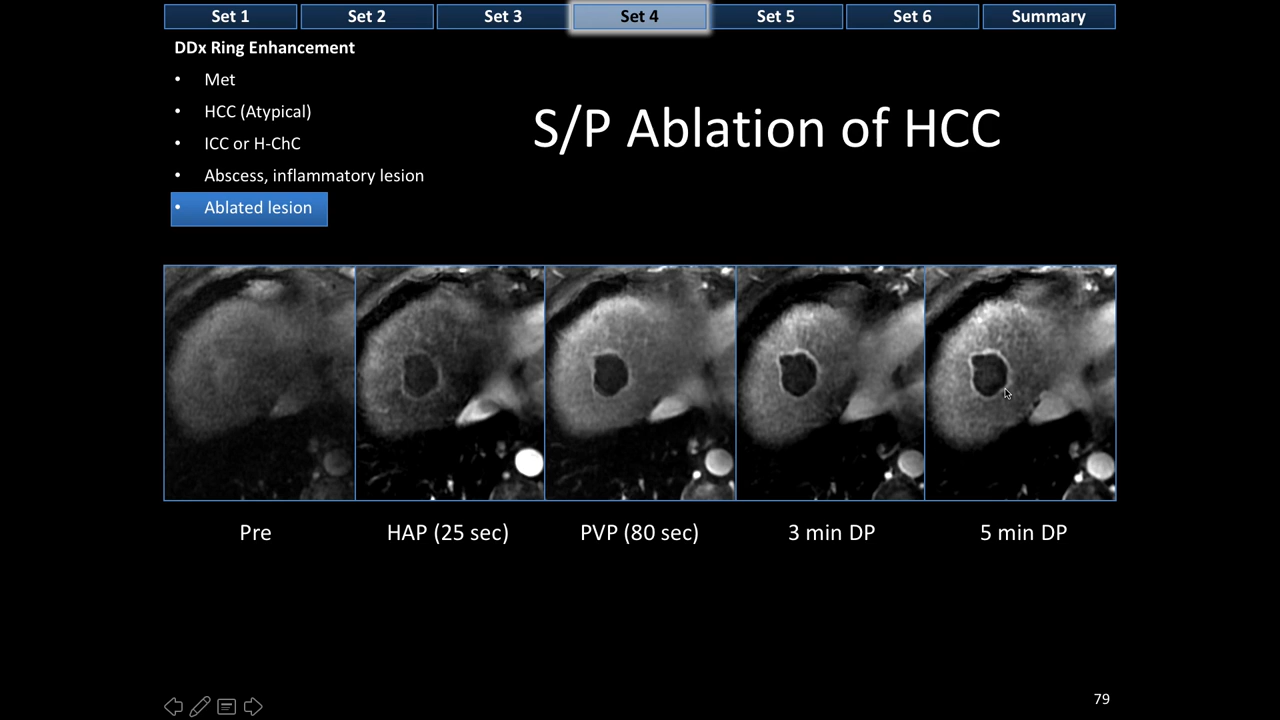 Set 1 Set 2 Set 3 Set 4 Set 5 Set 6 Summary
DDx Ring Enhancement
• Met
• HCC (Atypical)
• ICC or H-ChC
• Abscess, inflammatory lesion
• Ablated lesion
S/P Ablation of HCC
Pre HAP (25 sec) PVP (80 sec) 3 min DP 5 min DP
79